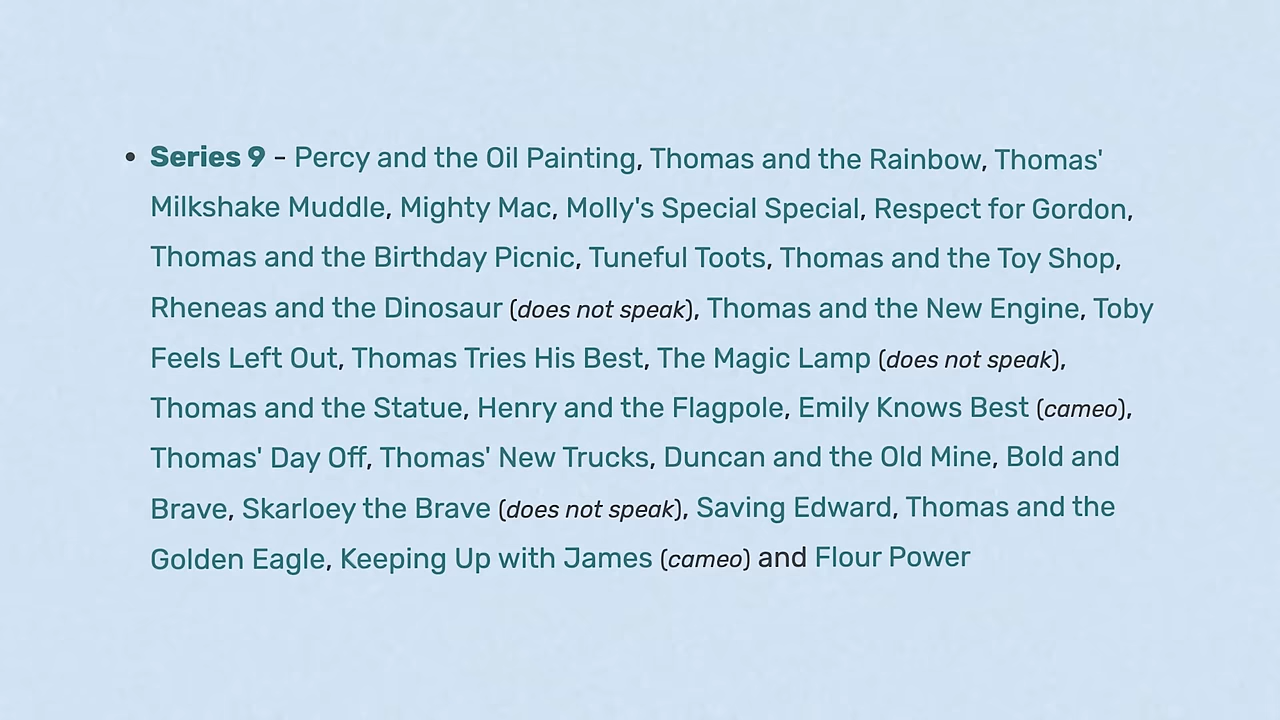 • Series 9 - Percy and the Oil Painting, Thomas and the Rainbow, Thomas'
Milkshake Muddle, Mighty Mac, Molly's Special Special, Respect for Gordon,
Thomas and the Birthday Picnic, Tuneful Toots, Thomas and the Toy Shop,
Rheneas and the Dinosaur (does not speak), Thomas and the New Engine, Toby
Feels Left Out, Thomas Tries His Best, The Magic Lamp (does not speak),
Thomas and the Statue, Henry and the Flagpole, Emily Knows Best (cameo),
Thomas' Day Off, Thomas' New Trucks, Duncan and the Old Mine, Bold and
Brave, Skarloey the Brave (does not speak), Saving Edward, Thomas and the
Golden Eagle, Keeping Up with James (cameo) and Flour Power